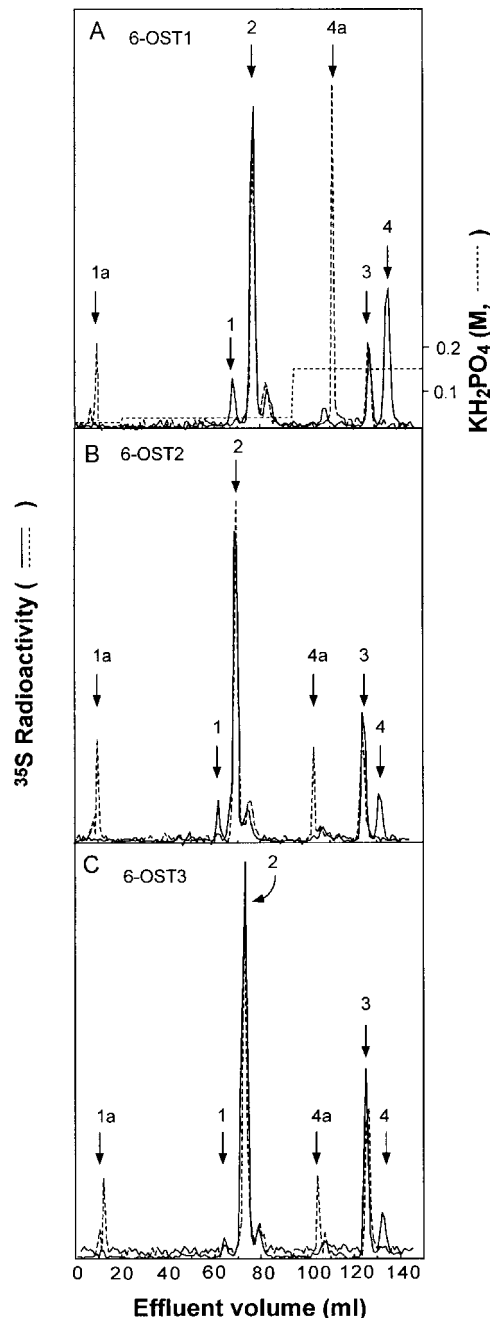 A 6-OST1
1a
1
2
4a
3
4
0.2
0.1
KH₂PO₄ (M, )
B 6-OST2
1a
1
2
4a
3
4
³⁵S Radioactivity ( )
C 6-OST3
1a
1
2
4a
3
4
0 20 40 60 80 100 120 140
Effluent volume (ml)